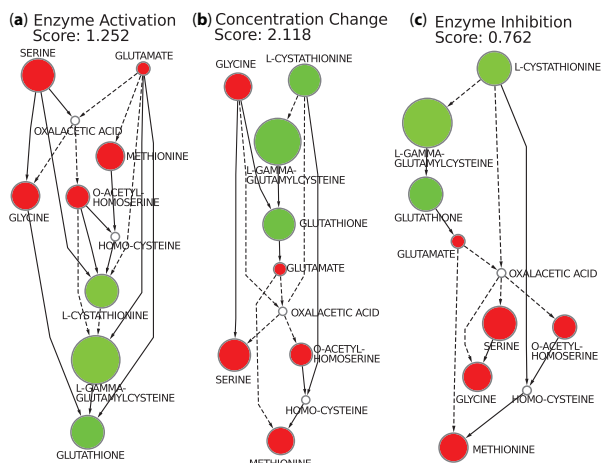 (a) Enzyme Activation
Score: 1.252
SERINE
GLUTAMATE
OXALACETIC ACID
METHIONINE
GLYCINE
O-ACETYL-
HOMOSERINE
HOMO-CYSTEINE
L-CYSTATHIONINE
L-GAMMA-
GLUTAMYLCYSTEINE
GLUTATHIONE
(b) Concentration Change
Score: 2.118
GLYCINE
L-CYSTATHIONINE
L-GAMMA-
GLUTAMYLCYSTEINE
GLUTATHIONE
GLUTAMATE
OXALACETIC ACID
SERINE
O-ACETYL-
HOMOSERINE
HOMO-CYSTEINE
METHIONINE
(c) Enzyme Inhibition
Score: 0.762
L-CYSTATHIONINE
L-GAMMA-
GLUTAMYLCYSTEINE
GLUTATHIONE
GLUTAMATE
OXALACETIC ACID
SERINE
O-ACETYL-
HOMOSERINE
GLYCINE
HOMO-CYSTEINE
METHIONINE